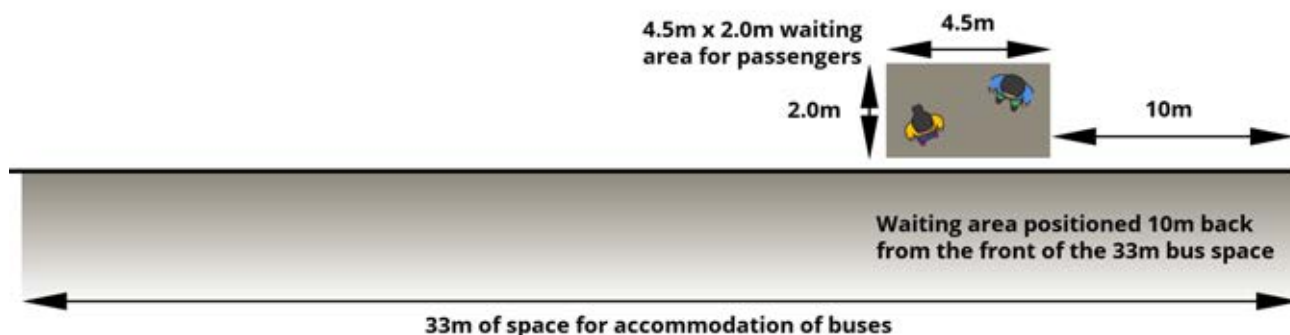 4.5m x 2.0m waiting
area for passengers
4.5m
2.0m
10m
Waiting area positioned 10m back
from the front of the 33m bus space
33m of space for accommodation of buses